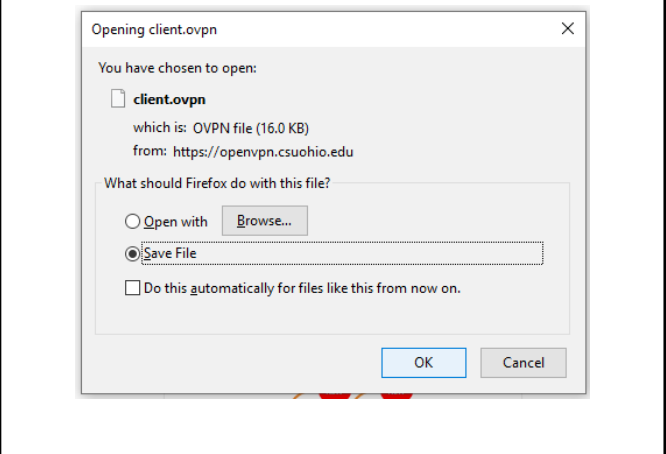 Opening client.ovpn
You have chosen to open:
client.ovpn
which is: OVPN file (16.0 KB)
from: https://openvpn.csuohio.edu
What should Firefox do with this file?
Open with Browse...
Save File
Do this automatically for files like this from now on.
OK Cancel